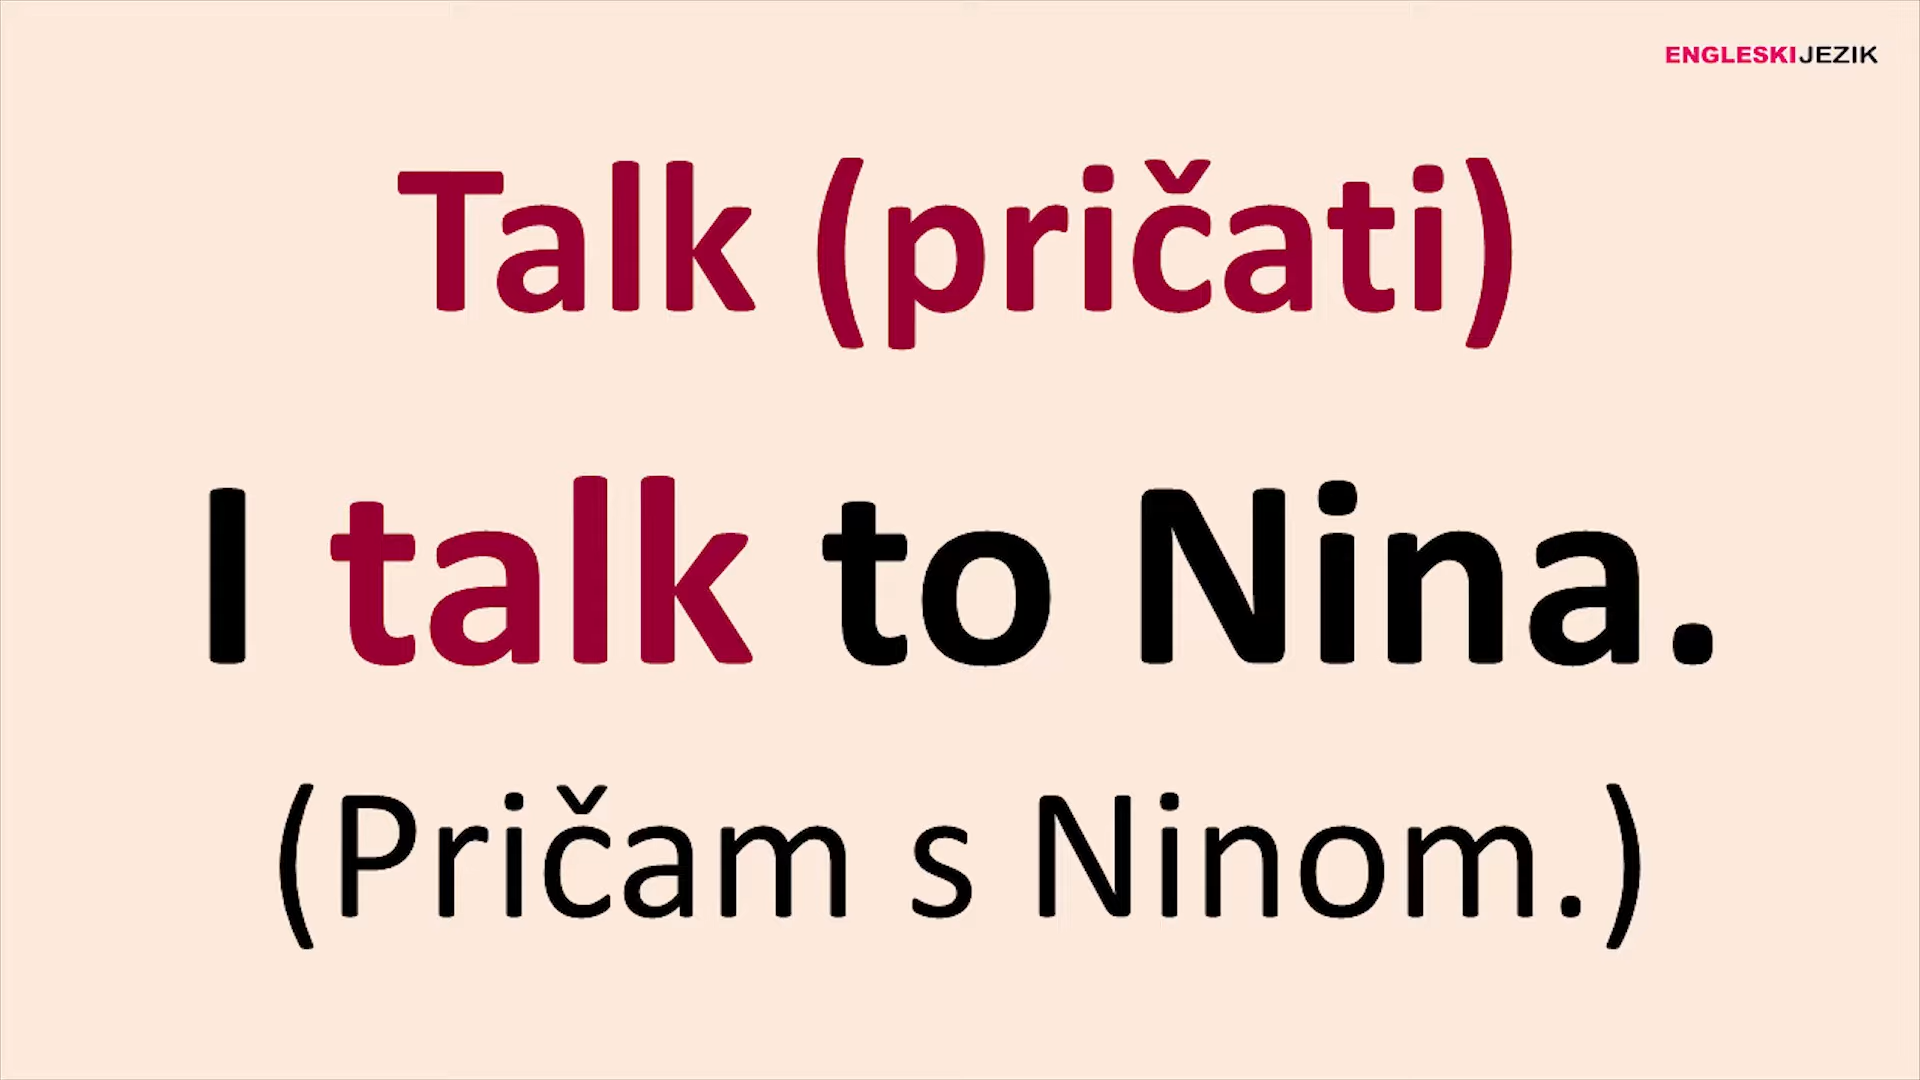 ENGLESKIJEZIK
Talk (pričati)
I talk to Nina.
(Pričam s Ninom.)